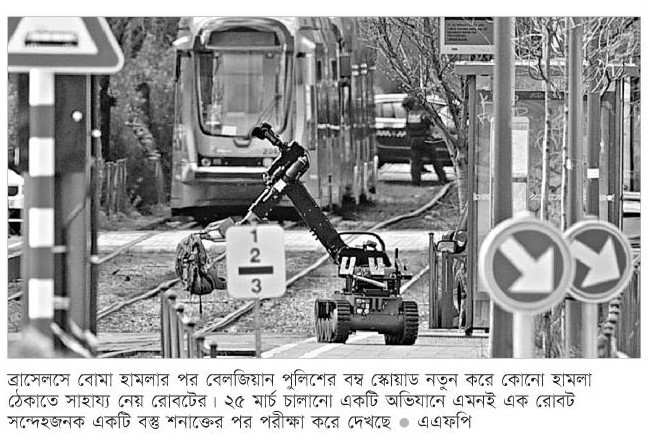 1
2
3
ব্রাসেলসে বোমা হামলার পর বেলজিয়ান পুলিশের বম্ব স্কোয়াড নতুন করে কোনো হামলা
ঠেকাতে সাহায্য নেয় রোবটের। ২৫ মার্চ চালানো একটি অভিযানে এমনই এক রোবট
সন্দেহজনক একটি বস্তু শনাক্তের পর পরীক্ষা করে দেখছে ● এএফপি